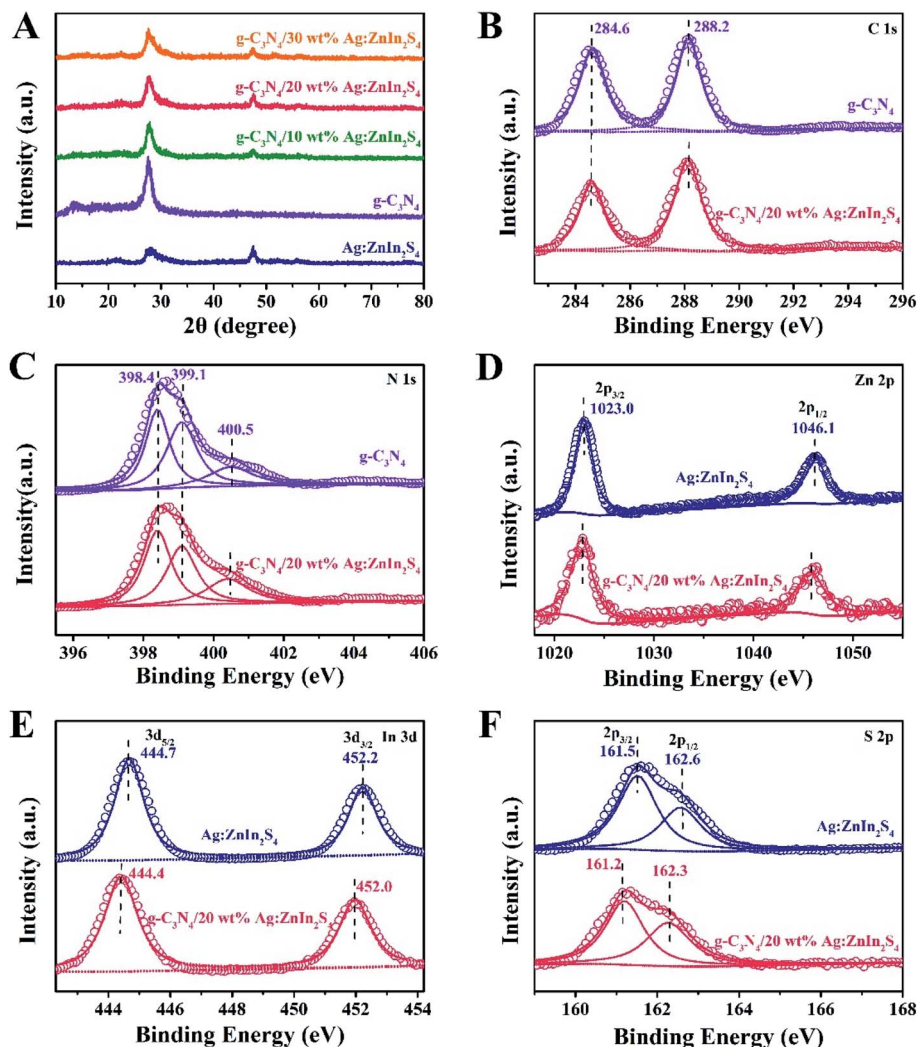 A
g-C₃N₄/30 wt% Ag:ZnIn₂S₄
g-C₃N₄/20 wt% Ag:ZnIn₂S₄
g-C₃N₄/10 wt% Ag:ZnIn₂S₄
g-C₃N₄
Ag:ZnIn₂S₄
Intensity (a.u.)
10 20 30 40 50 60 70 80
2θ (degree)
B
284.6 288.2
C 1s
g-C₃N₄
g-C₃N₄/20 wt% Ag:ZnIn₂S₄
Intensity (a.u.)
284 286 288 290 292 294 296
Binding Energy (eV)
C
N 1s
398.4 399.1
400.5
g-C₃N₄
g-C₃N₄/20 wt% Ag:ZnIn₂S₄
Intensity(a.u.)
396 398 400 402 404 406
Binding Energy (eV)
D
Zn 2p
2p₃/₂
1023.0
2p₁/₂
1046.1
Ag:ZnIn₂S₄
g-C₃N₄/20 wt% Ag:ZnIn₂S₄
Intensity (a.u.)
1020 1030 1040 1050
Binding Energy (eV)
E
3d₅/₂
444.7
3d₃/₂ In 3d
452.2
Ag:ZnIn₂S₄
444.4
452.0
g-C₃N₄/20 wt% Ag:ZnIn₂S₄
Intensity (a.u.)
444 446 448 450 452 454
Binding Energy (eV)
F
S 2p
2p₃/₂
161.5
2p₁/₂
162.6
Ag:ZnIn₂S₄
161.2
162.3
g-C₃N₄/20 wt% Ag:ZnIn₂S₄
Intensity (a.u.)
160 162 164 166 168
Binding Energy (eV)